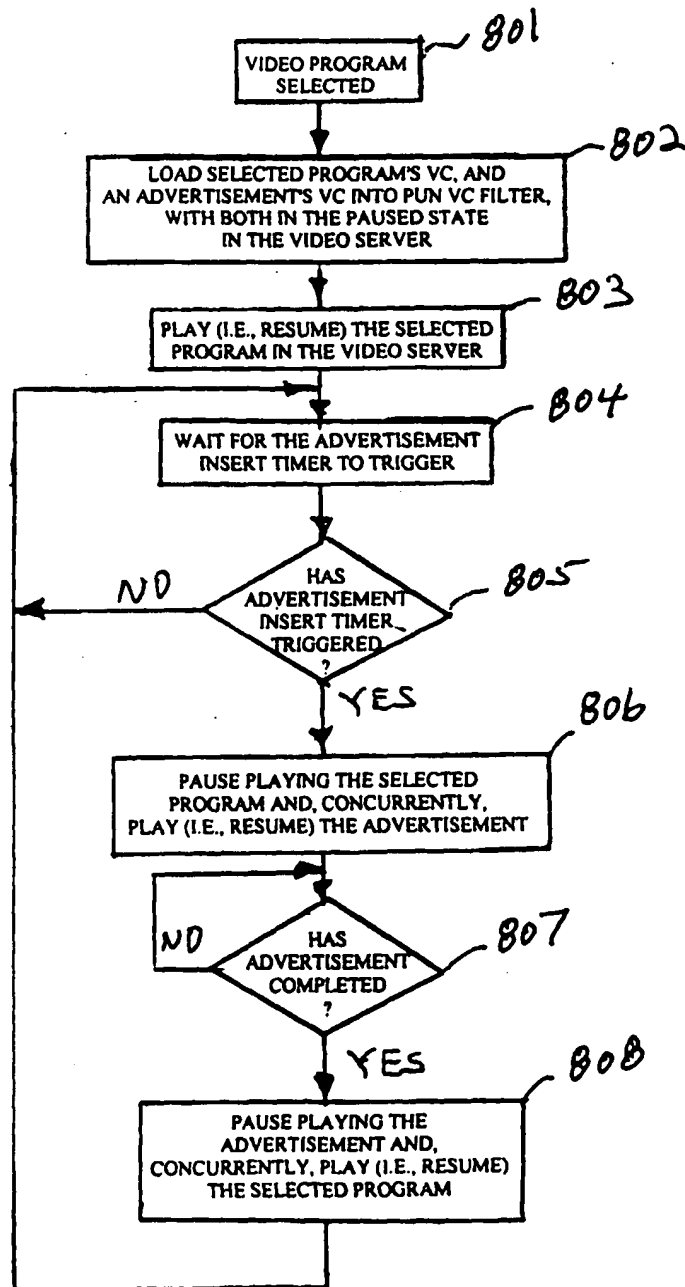 801
VIDEO PROGRAM
SELECTED
802
LOAD SELECTED PROGRAM'S VC, AND
AN ADVERTISEMENT'S VC INTO PUN VC FILTER,
WITH BOTH IN THE PAUSED STATE
IN THE VIDEO SERVER
803
PLAY (I.E., RESUME) THE SELECTED
PROGRAM IN THE VIDEO SERVER
804
WAIT FOR THE ADVERTISEMENT
INSERT TIMER TO TRIGGER
805
NO
HAS
ADVERTISEMENT
INSERT TIMER
TRIGGERED
?
YES
806
PAUSE PLAYING THE SELECTED
PROGRAM AND, CONCURRENTLY,
PLAY (I.E., RESUME) THE ADVERTISEMENT
807
NO
HAS
ADVERTISEMENT
COMPLETED
?
YES
808
PAUSE PLAYING THE
ADVERTISEMENT AND,
CONCURRENTLY, PLAY (I.E., RESUME)
THE SELECTED PROGRAM